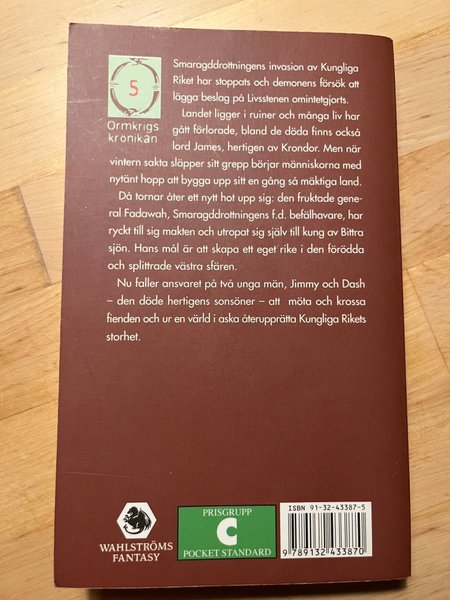 5
Ormkrigs
krönikan
Smaragddrottningens invasion av Kungliga
Riket har stoppats och demonens försök att
lägga beslag på Livsstenen omintetgjorts.
Landet ligger i ruiner och många liv har
gått förlorade, bland de döda finns också
lord James, hertigen av Krondor. Men när
vintern sakta släpper sitt grepp börjar människorna med
nytänt hopp att bygga upp sitt en gång så mäktiga land.
Då tornar åter ett nytt hot upp sig: den fruktade gene-
ral Fadawah, Smaragddrottningens f.d. befälhavare, har
ryckt till sig makten och utropat sig själv till kung av Bittra
sjön. Hans mål är att skapa ett eget rike i den förödda
och splittrade västra sfären.
Nu faller ansvaret på två unga män, Jimmy och Dash
– den döde hertigens sonsöner – att möta och krossa
fienden och ur en värld i aska återupprätta Kungliga Rikets
storhet.
WAHLSTRÖMS
FANTASY
PRISGRUPP
C
POCKET STANDARD
ISBN 91-32-43387-5
9 789132 433870